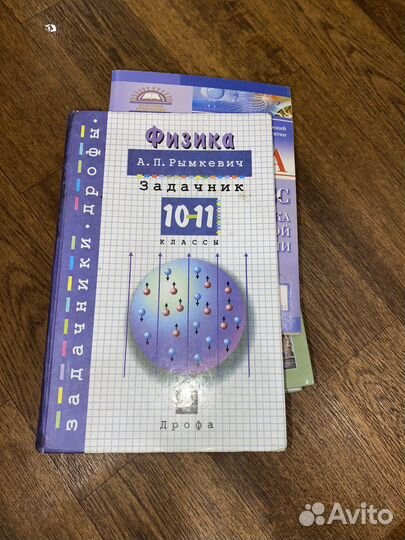 задачники·дрофы·
Физика
А.П.Рымкевич
Задачник
10-11
КЛАССЫ
Дрофа
Avito